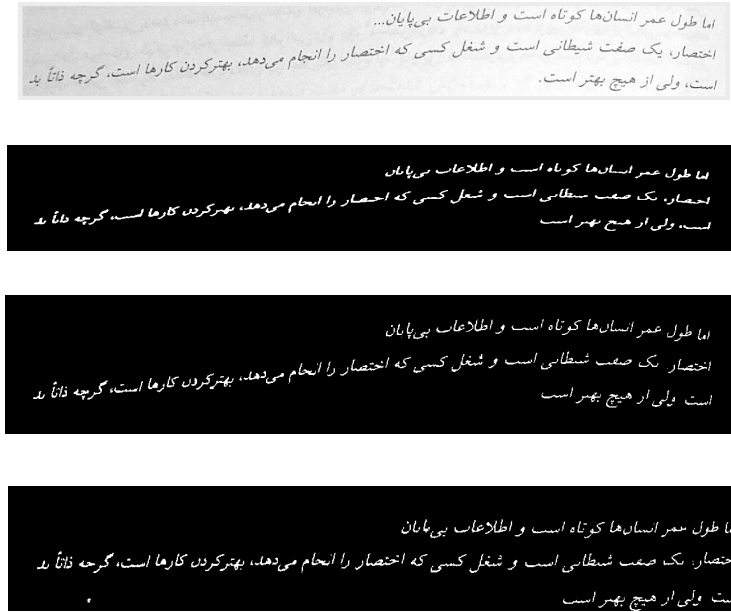 اما طول عمر انسان‌ها کوتاه است و اطلاعات بی‌پایان...
اختصار، یک صفت شیطانی است و شغل کسی که اختصار را انجام می‌دهد، بهترکردن کارها است، گرچه ذاتاً بد
است، ولی از هیچ بهتر است.
اما طول عمر انسان‌ها کوتاه است و اطلاعات بی‌پایان
اختصار، یک صفت شیطانی است و شغل کسی که اختصار را انجام می‌دهد، بهترکردن کارها است، گرچه ذاتاً بد
است، ولی از هیچ بهتر است
اما طول عمر انسان‌ها کوتاه است و اطلاعات بی‌پایان
اختصار یک صفت شیطانی است و شغل کسی که اختصار را انجام می‌دهد، بهترکردن کارها است، گرچه ذاتاً بد
است ولی از هیچ بهتر است
ما طول عمر انسان‌ها کوتاه است و اطلاعات بی‌پایان
ختصار، یک صفت شیطانی است و شغل کسی که اختصار را انجام می‌دهد، بهترکردن کارها است، گرچه ذاتاً بد
ست ولی از هیچ بهتر است